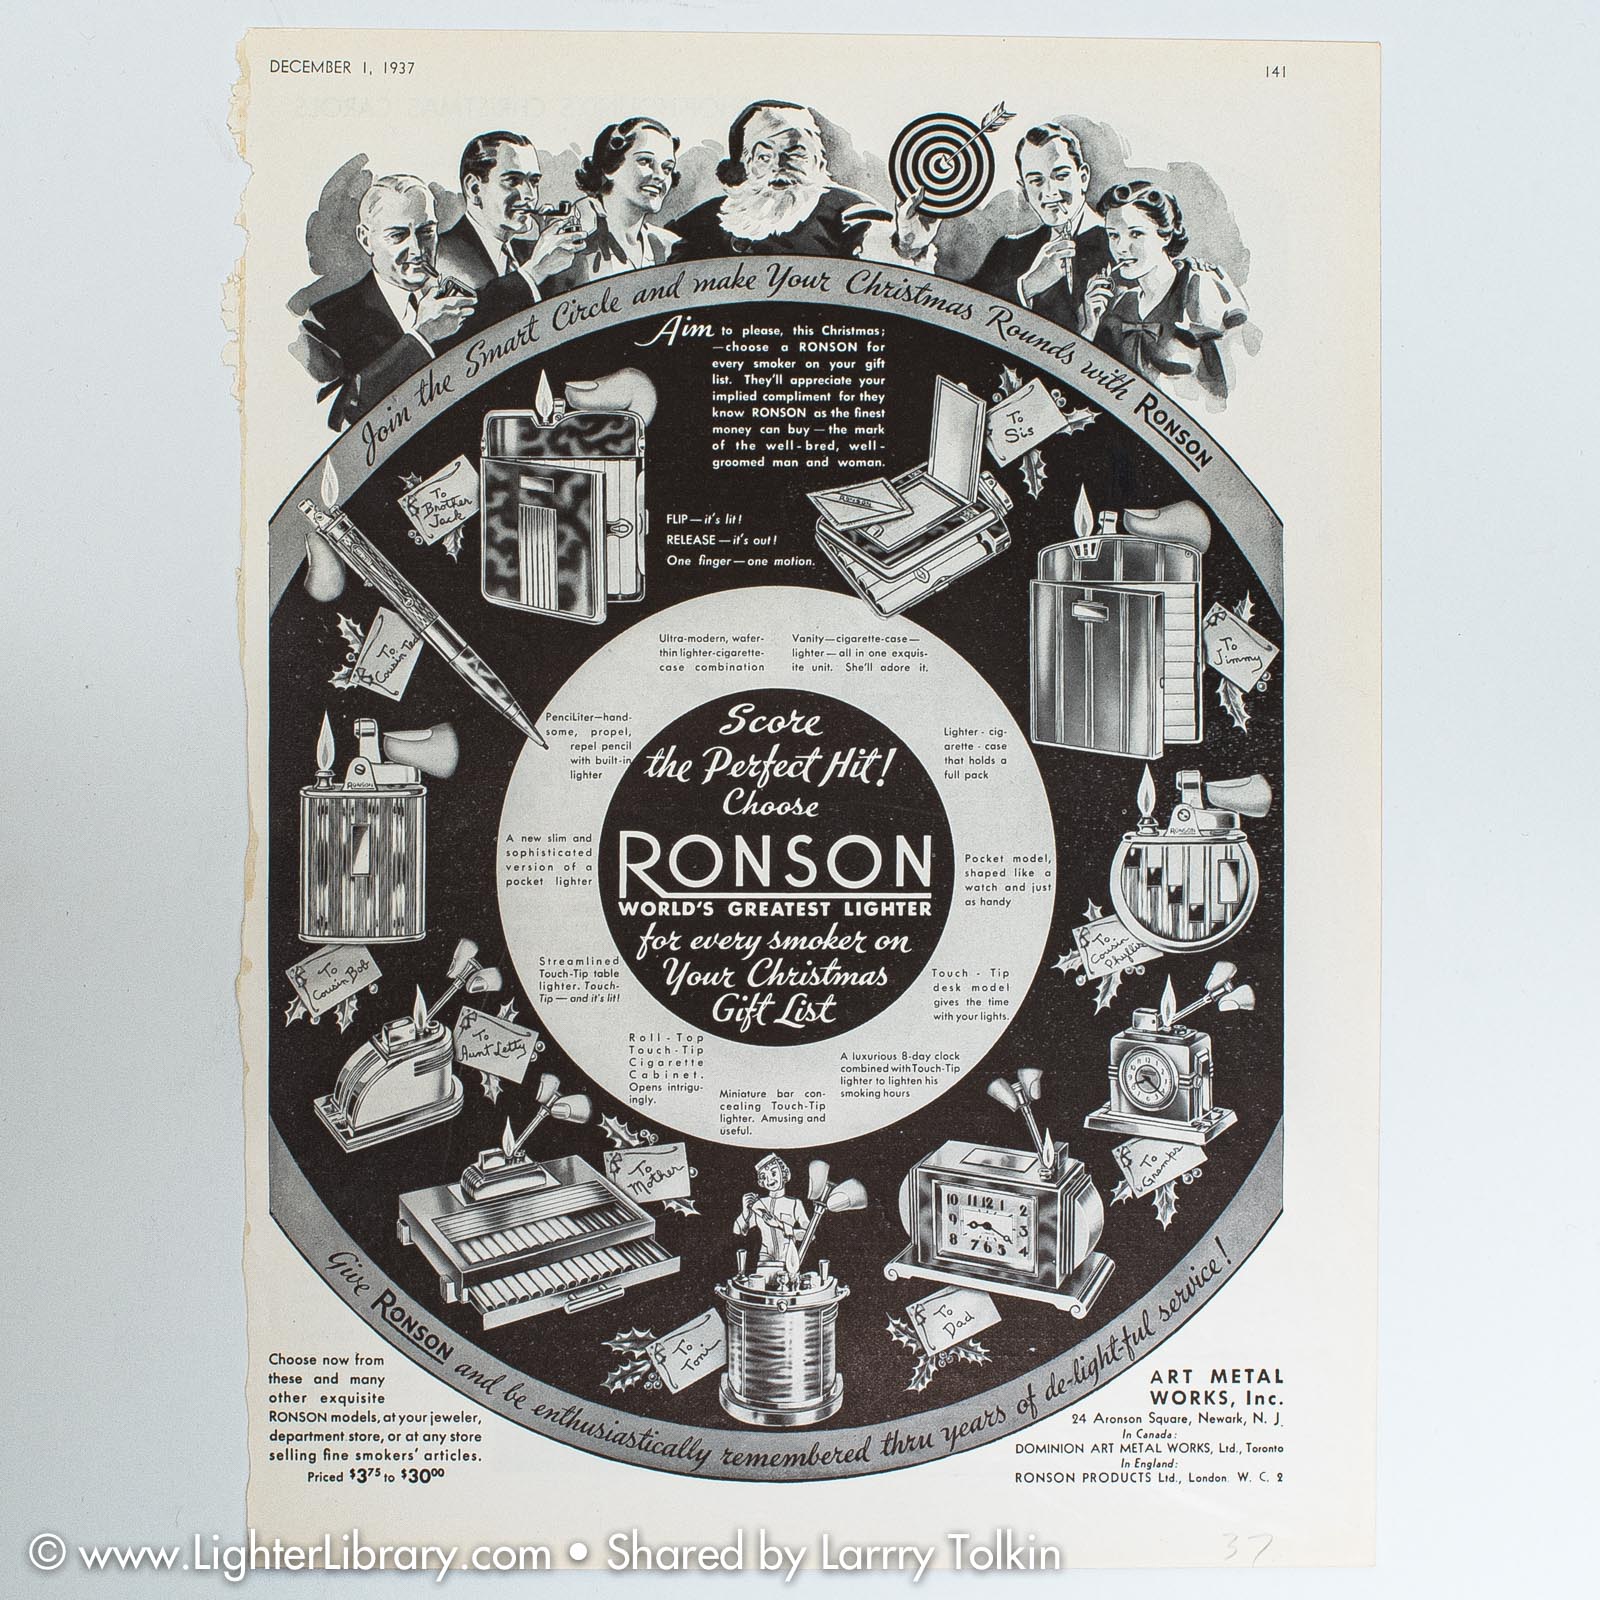 DECEMBER 1, 1937
141
Join the Smart Circle and make Your Christmas Rounds with RONSON
Aim to please, this Christmas;
—choose a RONSON for
every smoker on your gift
list. They'll appreciate your
implied compliment for they
know RONSON as the finest
money can buy—the mark
of the well-bred, well-
groomed man and woman.
FLIP—it's lit!
RELEASE—it's out!
One finger—one motion.
To
Brother
Jack
To
Sis
To
Cousin Ted
To
Jimmy
RONSON
RONSON
RONSON
To
Cousin Bob
To
Cousin
Phyllis
To
Aunt Letty
To
Gramps
To
Mother
To
Toni
To
Dad
Ultra-modern, wafer-
thin lighter-cigarette-
case combination
Vanity—cigarette-case—
lighter—all in one exquis-
ite unit. She'll adore it.
PenciLiter—hand-
some, propel,
repel pencil
with built-in
lighter
Lighter - cig-
arette - case
that holds a
full pack
A new slim and
sophisticated
version of a
pocket lighter
Pocket model,
shaped like a
watch and just
as handy
Streamlined
Touch-Tip table
lighter. Touch-
Tip—and it's lit!
Touch - Tip
desk model
gives the time
with your lights.
Roll-Top
Touch-Tip
Cigarette
Cabinet.
Opens intrigu-
ingly.
Miniature bar con-
cealing Touch-Tip
lighter. Amusing and
useful.
A luxurious 8-day clock
combined with Touch-Tip
lighter to lighten his
smoking hours
Score
the Perfect Hit!
Choose
RONSON
WORLD'S GREATEST LIGHTER
for every smoker on
Your Christmas
Gift List
10 11 12 1 2
9 3
8 7 6 5 4
Give RONSON and be enthusiastically remembered thru years of de-light-ful service!
Choose now from
these and many
other exquisite
RONSON models, at your jeweler,
department store, or at any store
selling fine smokers' articles.
Priced $3.75 to $30.00
ART METAL
WORKS, Inc.
24 Aronson Square, Newark, N. J.
In Canada:
DOMINION ART METAL WORKS, Ltd., Toronto
In England:
RONSON PRODUCTS Ltd., London. W. C. 2
37
© www.LighterLibrary.com • Shared by Larrry Tolkin